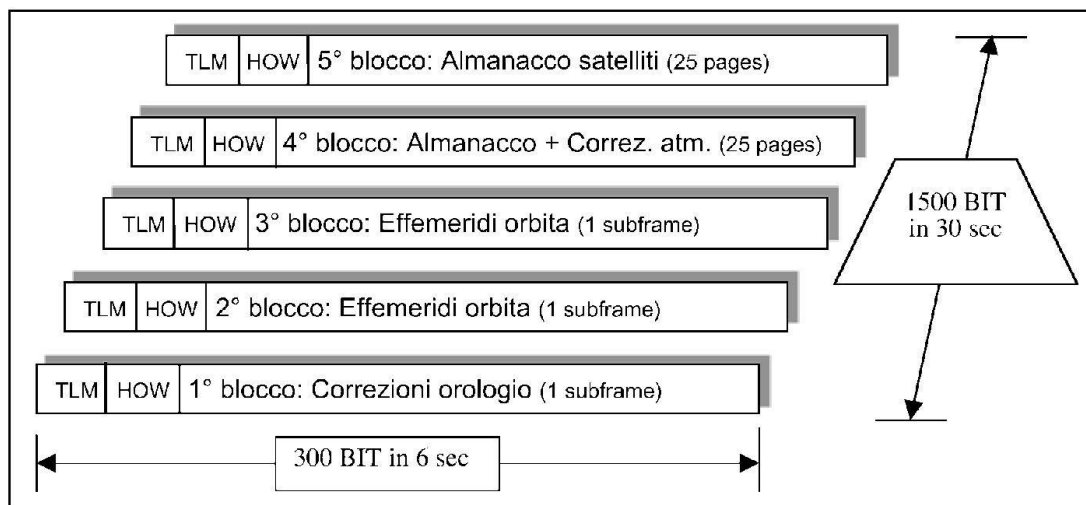 TLM HOW 5° blocco: Almanacco satelliti (25 pages)
TLM HOW 4° blocco: Almanacco + Correz. atm. (25 pages)
TLM HOW 3° blocco: Effemeridi orbita (1 subframe)
TLM HOW 2° blocco: Effemeridi orbita (1 subframe)
TLM HOW 1° blocco: Correzioni orologio (1 subframe)
300 BIT in 6 sec
1500 BIT
in 30 sec